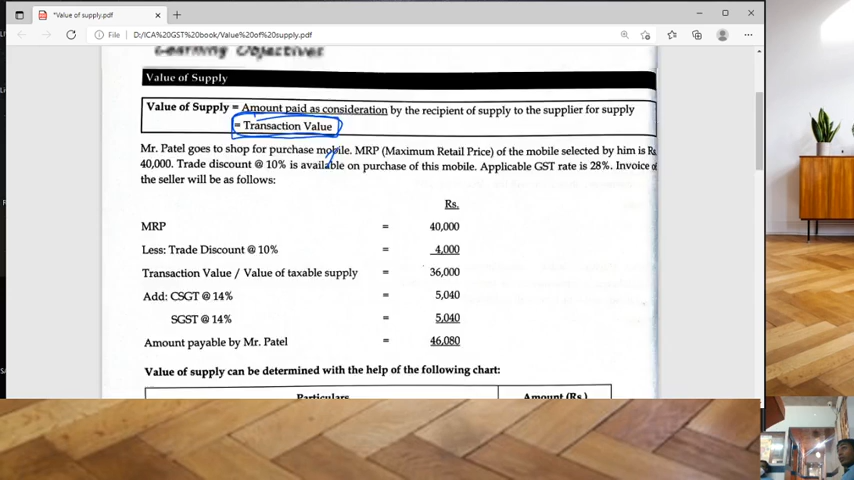 *Value of supply.pdf
File
D:/ICA%20GST%20book/Value%20of%20supply.pdf
Learning Objectives
Value of Supply
Value of Supply = Amount paid as consideration by the recipient of supply to the supplier for supply
= Transaction Value
Mr. Patel goes to shop for purchase mobile. MRP (Maximum Retail Price) of the mobile selected by him is Rs
40,000. Trade discount @ 10% is available on purchase of this mobile. Applicable GST rate is 28%. Invoice of
the seller will be as follows:
Rs.
MRP = 40,000
Less: Trade Discount @ 10% = 4,000
Transaction Value / Value of taxable supply = 36,000
Add: CSGT @ 14% = 5,040
SGST @ 14% = 5,040
Amount payable by Mr. Patel = 46,080
Value of supply can be determined with the help of the following chart:
Particulars Amount (Rs.)